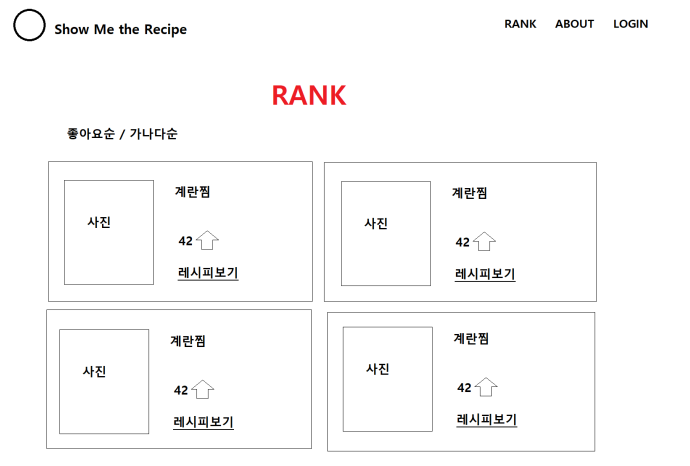 Show Me the Recipe
RANK ABOUT LOGIN
RANK
좋아요순 / 가나다순
사진
계란찜
42
레시피보기
사진
계란찜
42
레시피보기
사진
계란찜
42
레시피보기
사진
계란찜
42
레시피보기